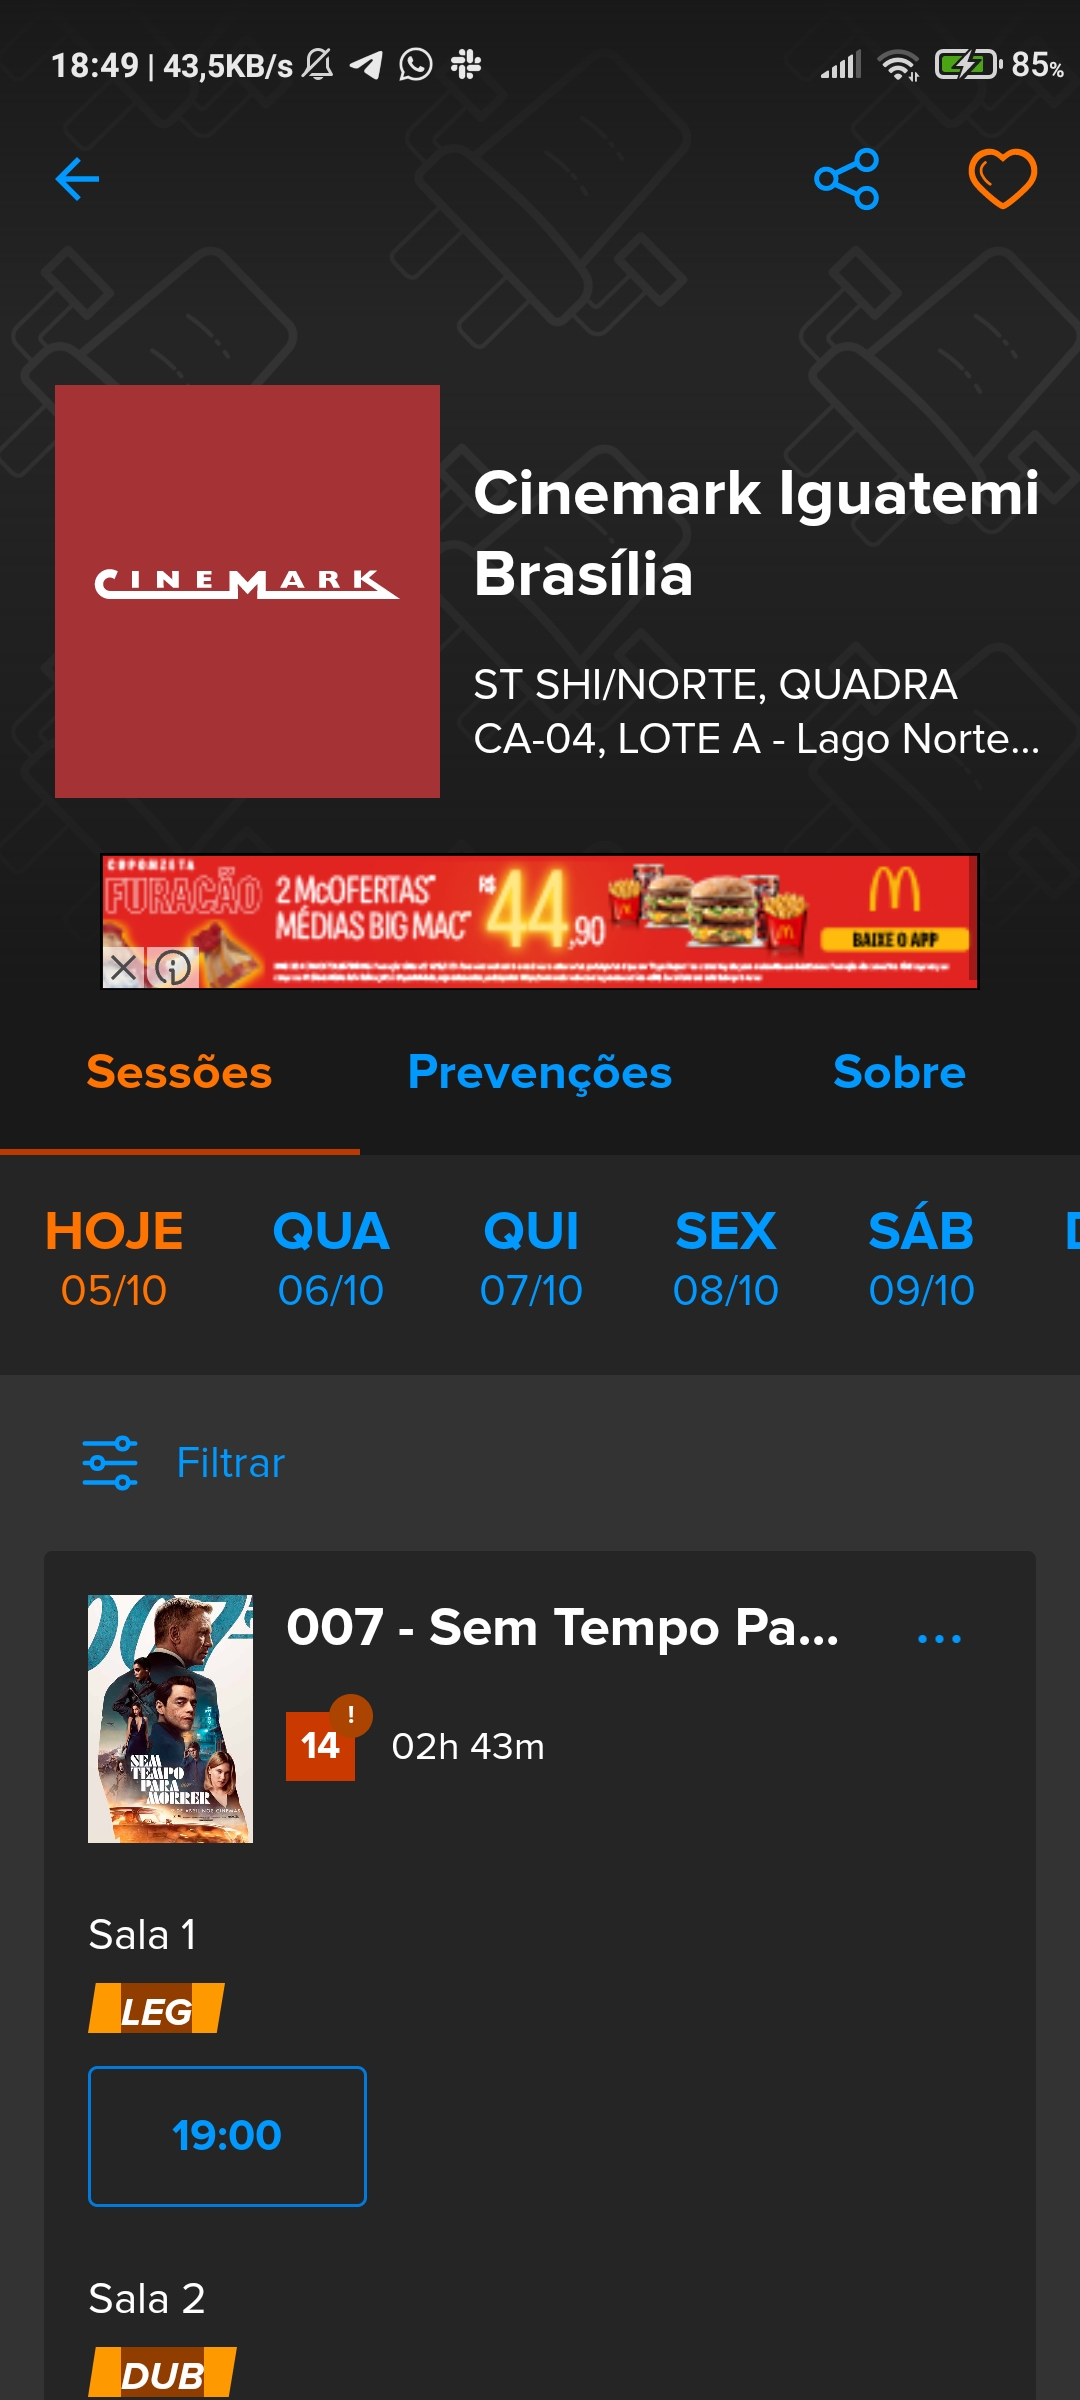 18:49 | 43,5KB/s 85%
CINEMARK
Cinemark Iguatemi
Brasília
ST SHI/NORTE, QUADRA
CA-04, LOTE A - Lago Norte...
CUPONZETA
FURACÃO
2 McOFERTAS
MÉDIAS BIG MAC
R$ 44,90
BAIXE O APP
Sessões Prevenções Sobre
HOJE QUA QUI SEX SÁB
05/10 06/10 07/10 08/10 09/10
Filtrar
007 - Sem Tempo Pa... ...
14 ! 02h 43m
007
SEM
TEMPO
PARA
MORRER
Sala 1
LEG
19:00
Sala 2
DUB